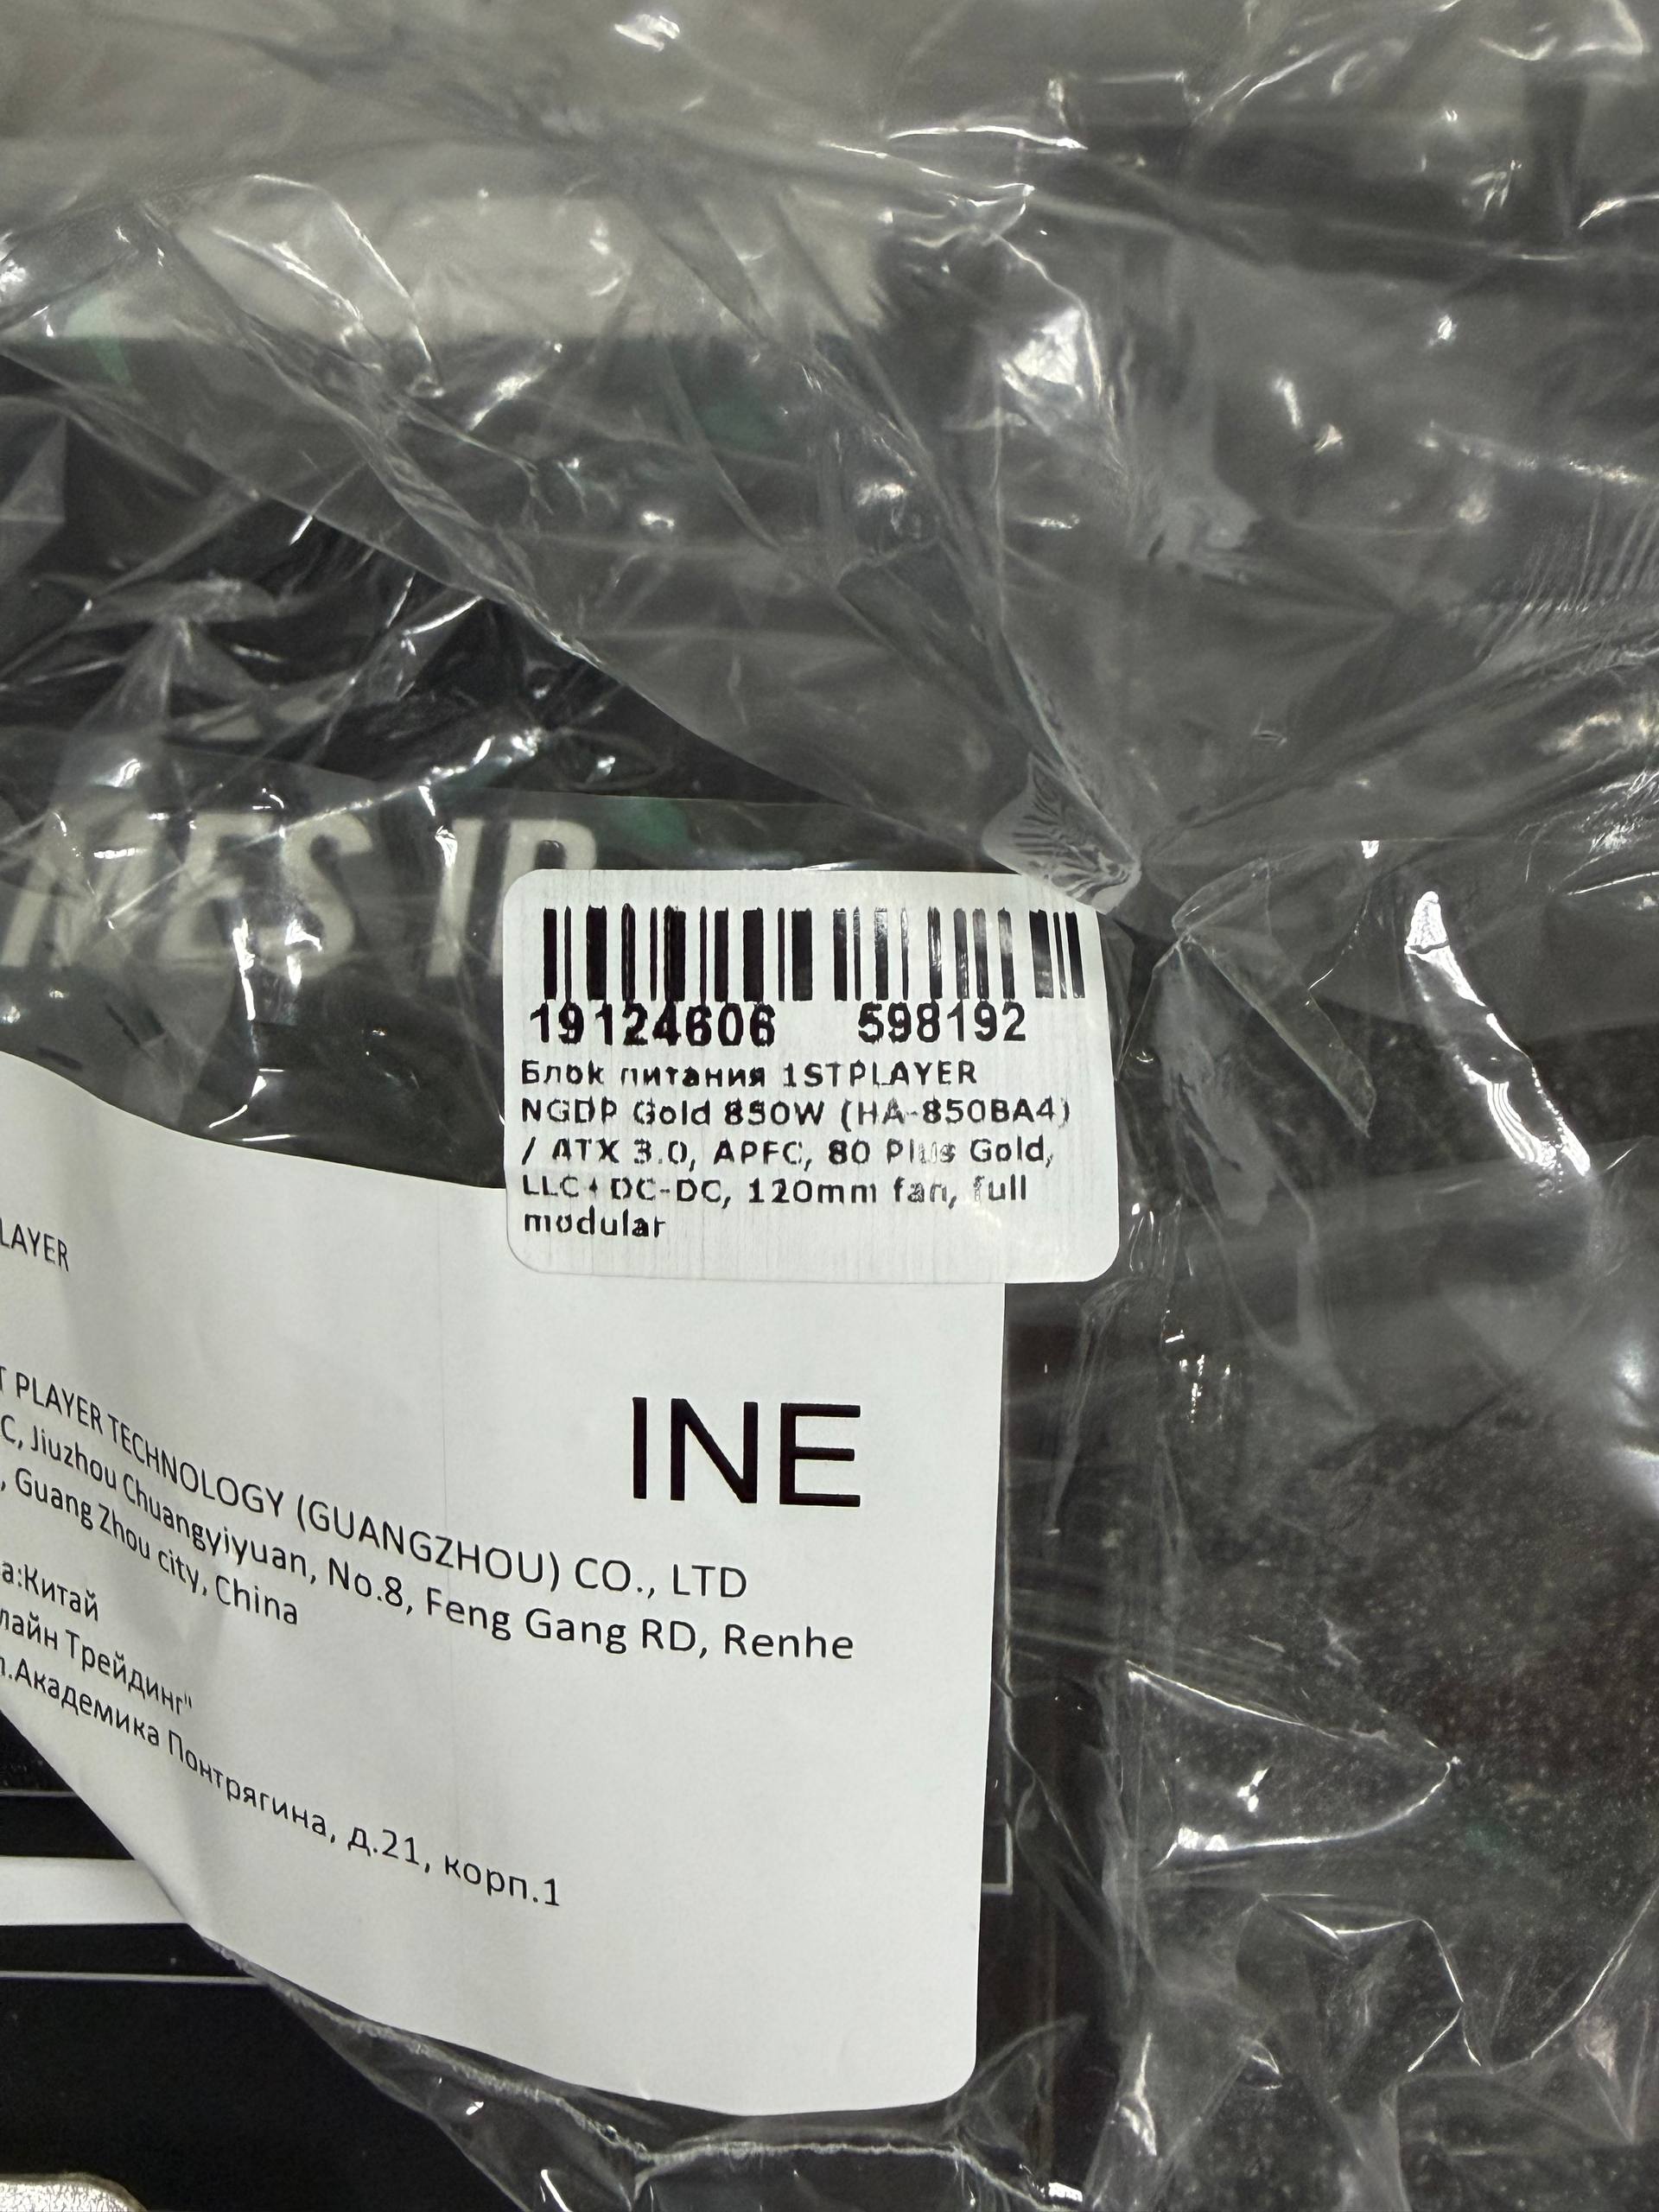 MES IP
19124606 598192
Блок питания 1STPLAYER
NGDP Gold 850W (HA-850BA4)
/ ATX 3.0, APFC, 80 Plus Gold,
LLC+DC-DC, 120mm fan, full
modular
LAYER
INE
T PLAYER TECHNOLOGY (GUANGZHOU) CO., LTD
C, Jiuzhou Chuangyiyuan, No.8, Feng Gang RD, Renhe
, Guang Zhou city, China
а:Китай
лайн Трейдинг"
л.Академика Понтрягина, д.21, корп.1